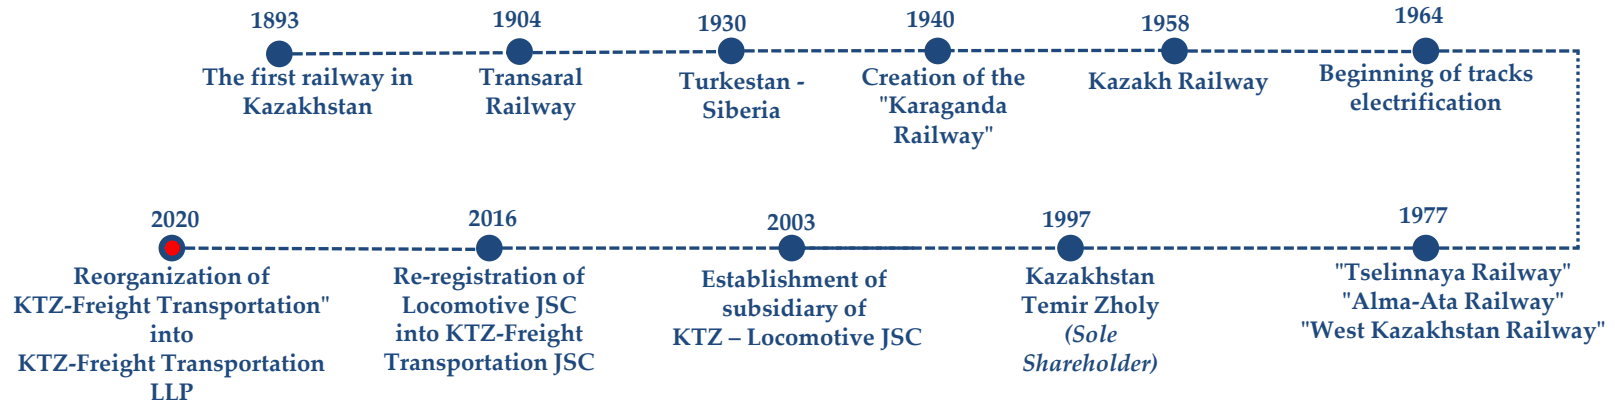 1893
The first railway in
Kazakhstan
1904
Transaral
Railway
1930
Turkestan -
Siberia
1940
Creation of the
"Karaganda
Railway"
1958
Kazakh Railway
1964
Beginning of tracks
electrification
1977
"Tselinnaya Railway"
"Alma-Ata Railway"
"West Kazakhstan Railway"
1997
Kazakhstan
Temir Zholy
(Sole
Shareholder)
2003
Establishment of
subsidiary of
KTZ – Locomotive JSC
2016
Re-registration of
Locomotive JSC
into KTZ-Freight
Transportation JSC
2020
Reorganization of
KTZ-Freight Transportation"
into
KTZ-Freight Transportation
LLP